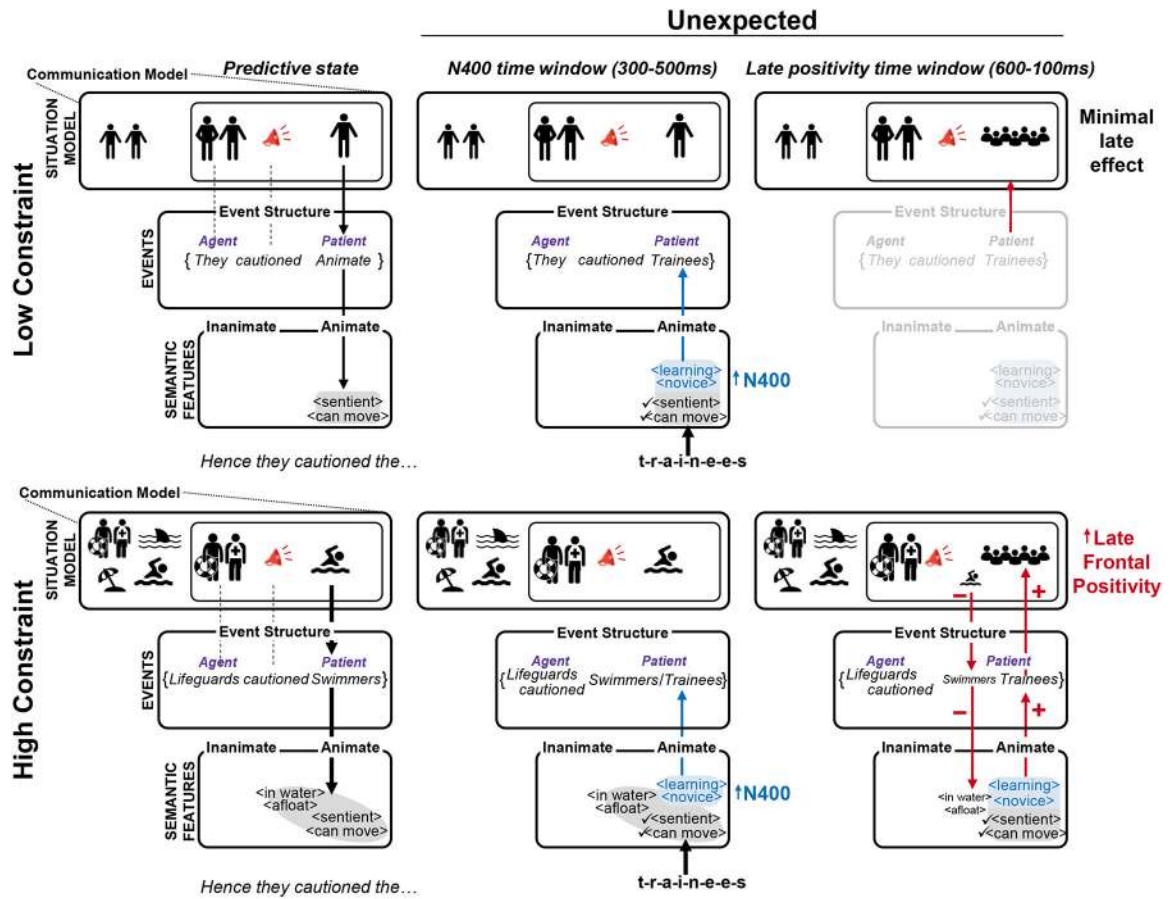 Unexpected
Communication Model
Predictive state
N400 time window (300-500ms)
Late positivity time window (600-100ms)
Low Constraint
SITUATION
MODEL
Minimal
late
effect
EVENTS
Event Structure
Agent Patient
{ They cautioned Animate }
Event Structure
Agent Patient
{They cautioned Trainees}
Event Structure
Agent Patient
{They cautioned Trainees}
SEMANTIC
FEATURES
Inanimate Animate
<sentient>
<can move>
Inanimate Animate
<learning>
<novice>
✓<sentient>
✓<can move>
↑N400
Inanimate Animate
<learning>
<novice>
✓<sentient>
✓<can move>
Hence they cautioned the…
t-r-a-i-n-e-e-s
Communication Model
High Constraint
SITUATION
MODEL
↑Late
Frontal
Positivity
EVENTS
Event Structure
Agent Patient
{Lifeguards cautioned Swimmers}
Event Structure
Agent Patient
{Lifeguards
cautioned Swimmers/Trainees}
– +
Event Structure
Agent Patient
{Lifeguards
cautioned Swimmers Trainees}
– +
SEMANTIC
FEATURES
Inanimate Animate
<in water>
<afloat>
<sentient>
<can move>
Inanimate Animate
<learning>
<in water>
<novice>
<afloat>
✓<sentient>
✓<can move>
↑N400
Inanimate Animate
<learning>
<in water>
<novice>
<afloat>
✓<sentient>
✓<can move>
Hence they cautioned the…
t-r-a-i-n-e-e-s